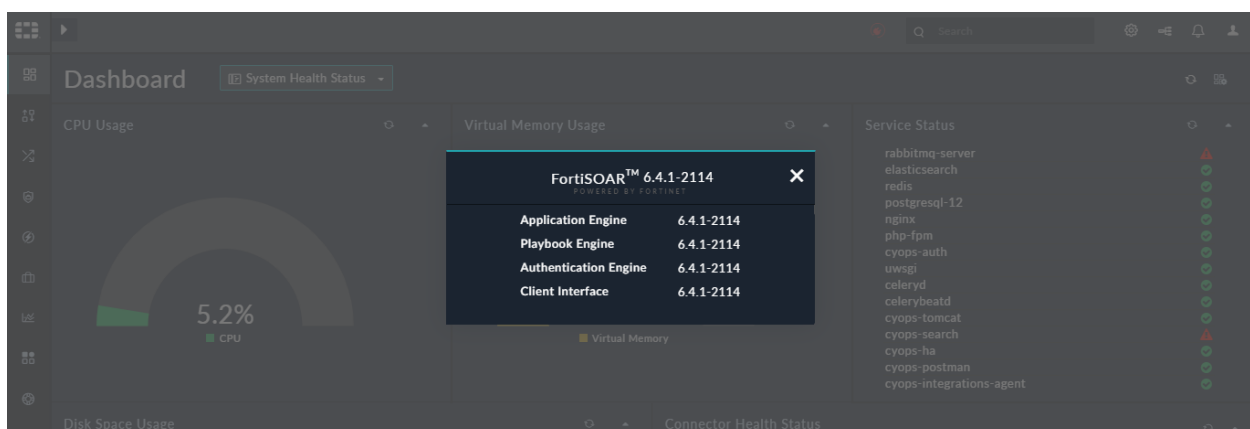 Search
Dashboard
System Health Status
CPU Usage
Virtual Memory Usage
Service Status
5.2%
CPU
Virtual Memory
rabbitmq-server
elasticsearch
redis
postgresql-12
nginx
php-fpm
cyops-auth
uwsgi
celeryd
celerybeatd
cyops-tomcat
cyops-search
cyops-ha
cyops-postman
cyops-integrations-agent
FortiSOAR™ 6.4.1-2114
POWERED BY FORTINET
Application Engine 6.4.1-2114
Playbook Engine 6.4.1-2114
Authentication Engine 6.4.1-2114
Client Interface 6.4.1-2114
Disk Space Usage
Connector Health Status